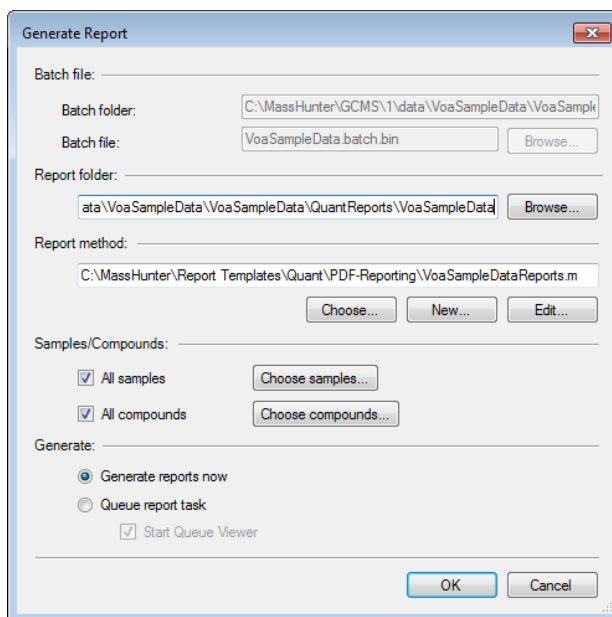 Generate Report
Batch file:
Batch folder:
C:\MassHunter\GCMS\1\data\VoaSampleData\VoaSample
Batch file:
VoaSampleData.batch.bin
Browse...
Report folder:
ata\VoaSampleData\VoaSampleData\QuantReports\VoaSampleData
Browse...
Report method:
C:\MassHunter\Report Templates\Quant\PDF-Reporting\VoaSampleDataReports.m
Choose...
New...
Edit...
Samples/Compounds:
All samples
Choose samples...
All compounds
Choose compounds...
Generate:
Generate reports now
Queue report task
Start Queue Viewer
OK
Cancel